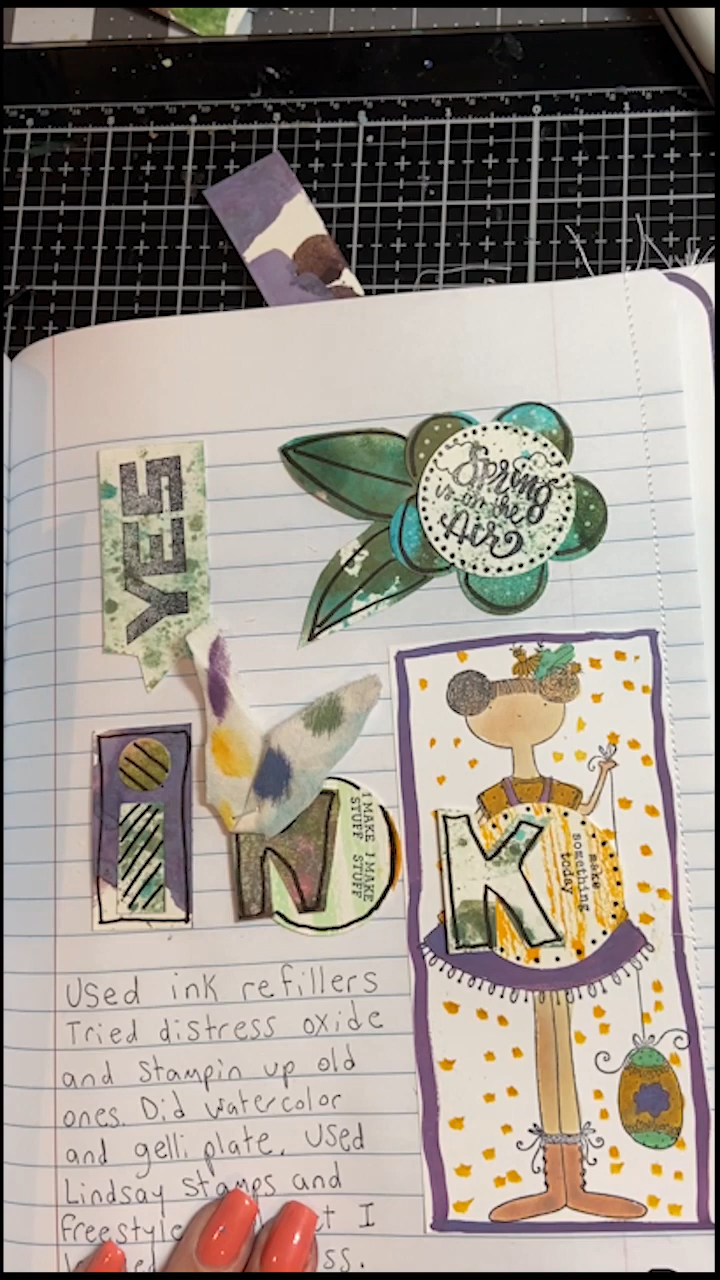 YES
Spring
is in the
Air
i
N
K
I MAKE I MAKE
STUFF STUFF
make
something
today
Used ink refillers
Tried distress oxide
and Stampin up old
ones. Did watercolor
and gelli plate. Used
Lindsay stamps and
freestyle I